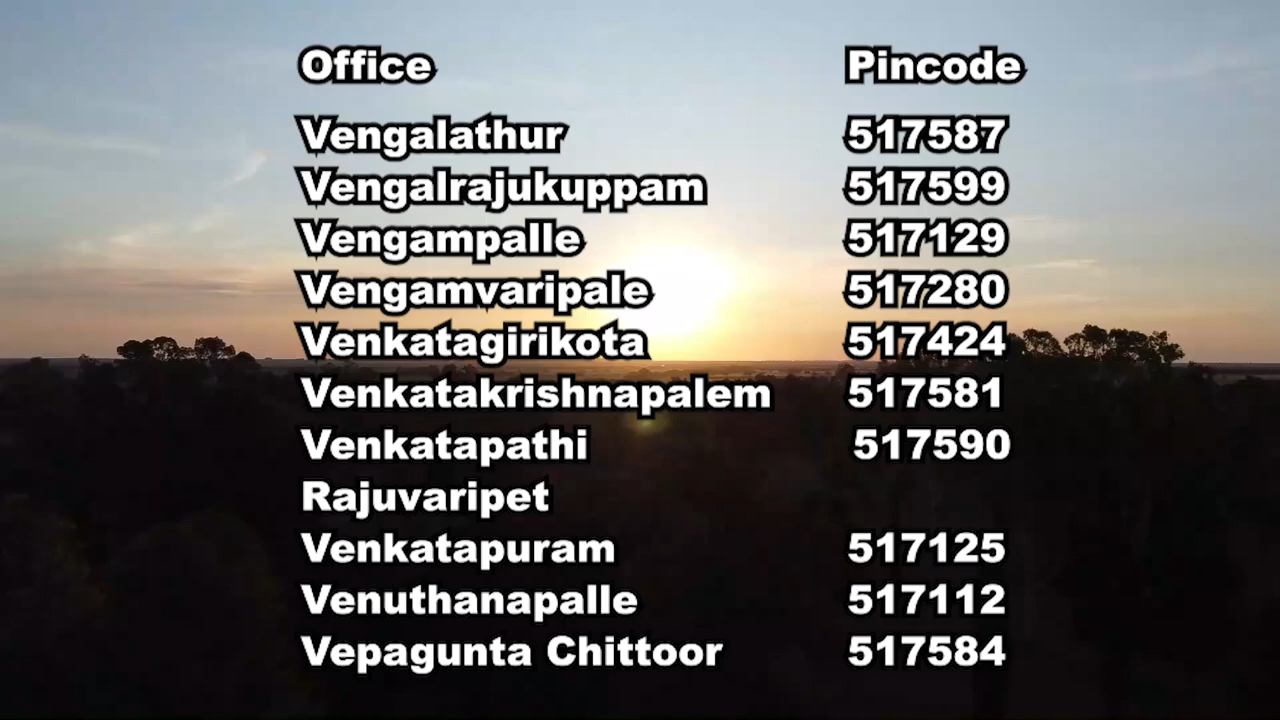 Office Pincode
Vengalathur 517587
Vengalrajukuppam 517599
Vengampalle 517129
Vengamvaripale 517280
Venkatagirikota 517424
Venkatakrishnapalem 517581
Venkatapathi 517590
Rajuvaripet
Venkatapuram 517125
Venuthanapalle 517112
Vepagunta Chittoor 517584